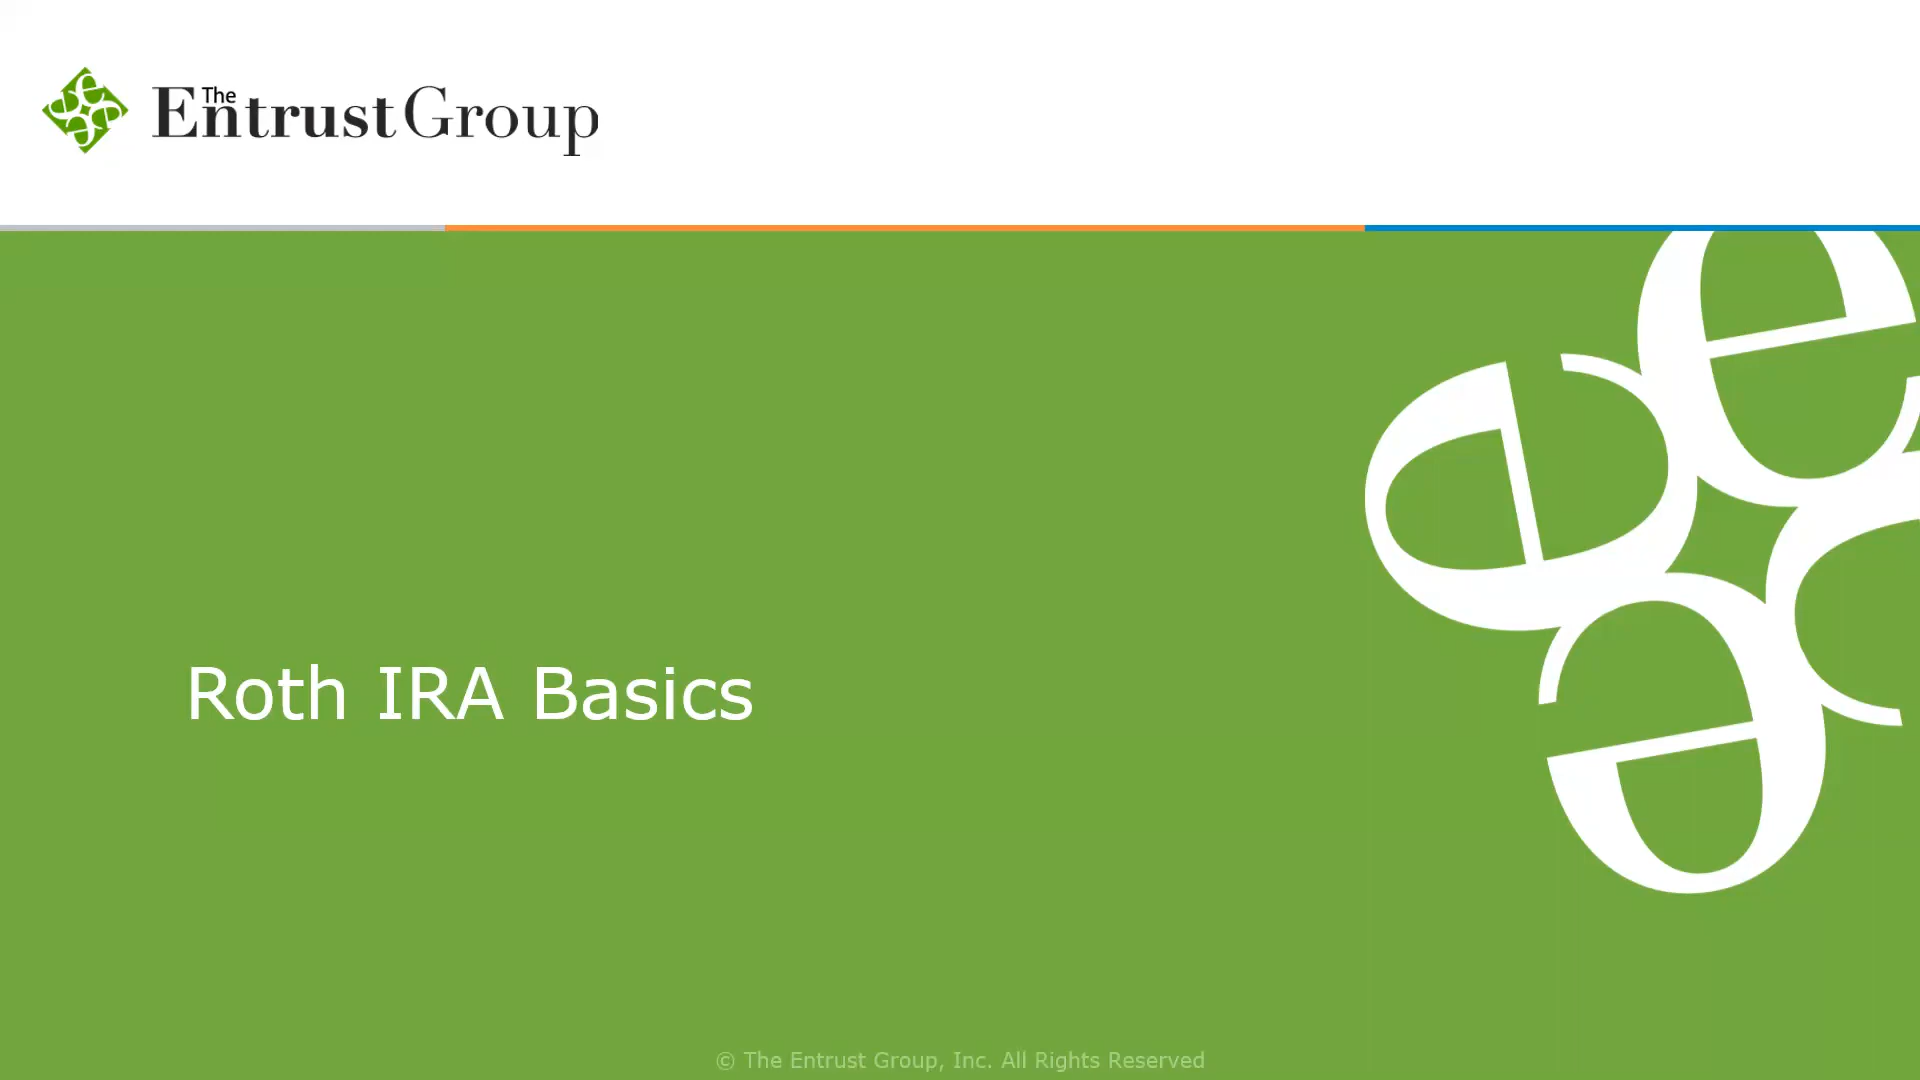 The Entrust Group
Roth IRA Basics
© The Entrust Group, Inc. All Rights Reserved